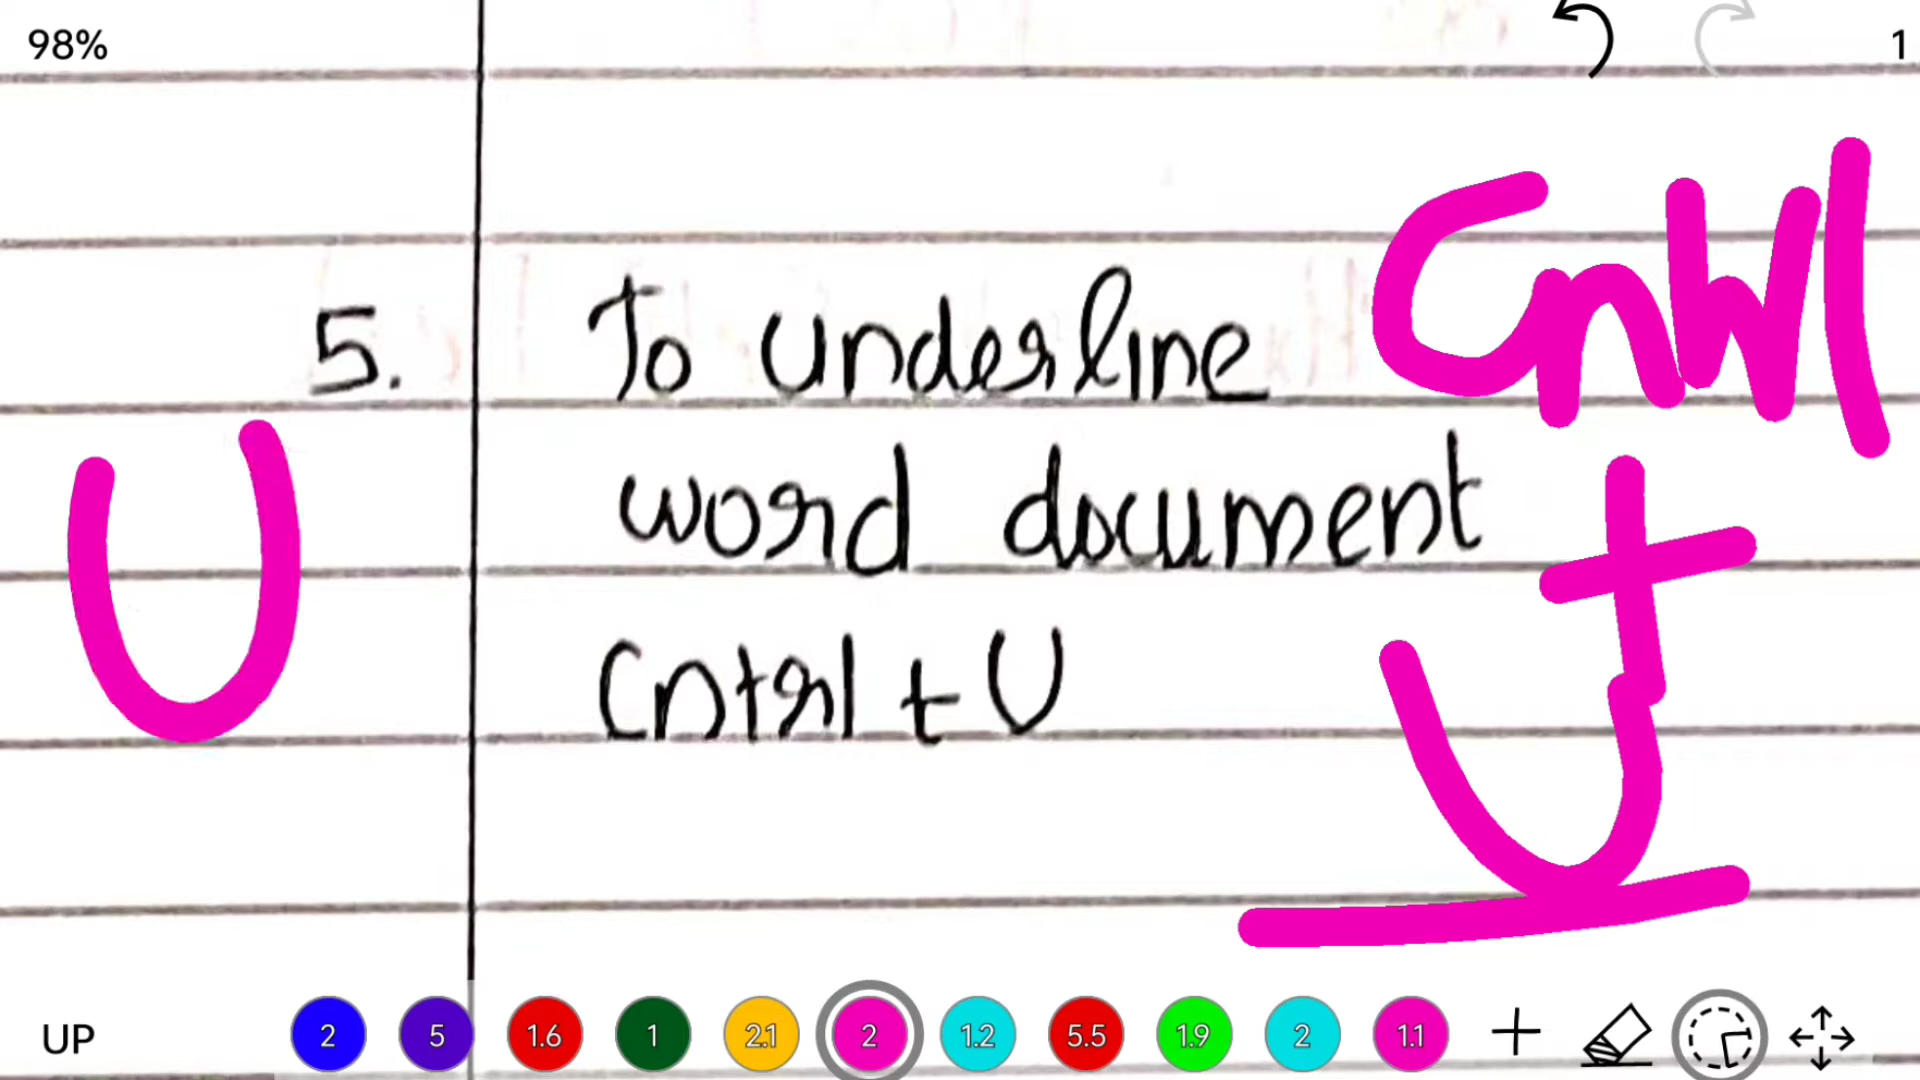 98%
1
5. To underline
word document
Cntrl + U
Cntrl
+
U
U
UP
2 5 1.6 1 2.1 2 1.2 5.5 1.9 2 1.1